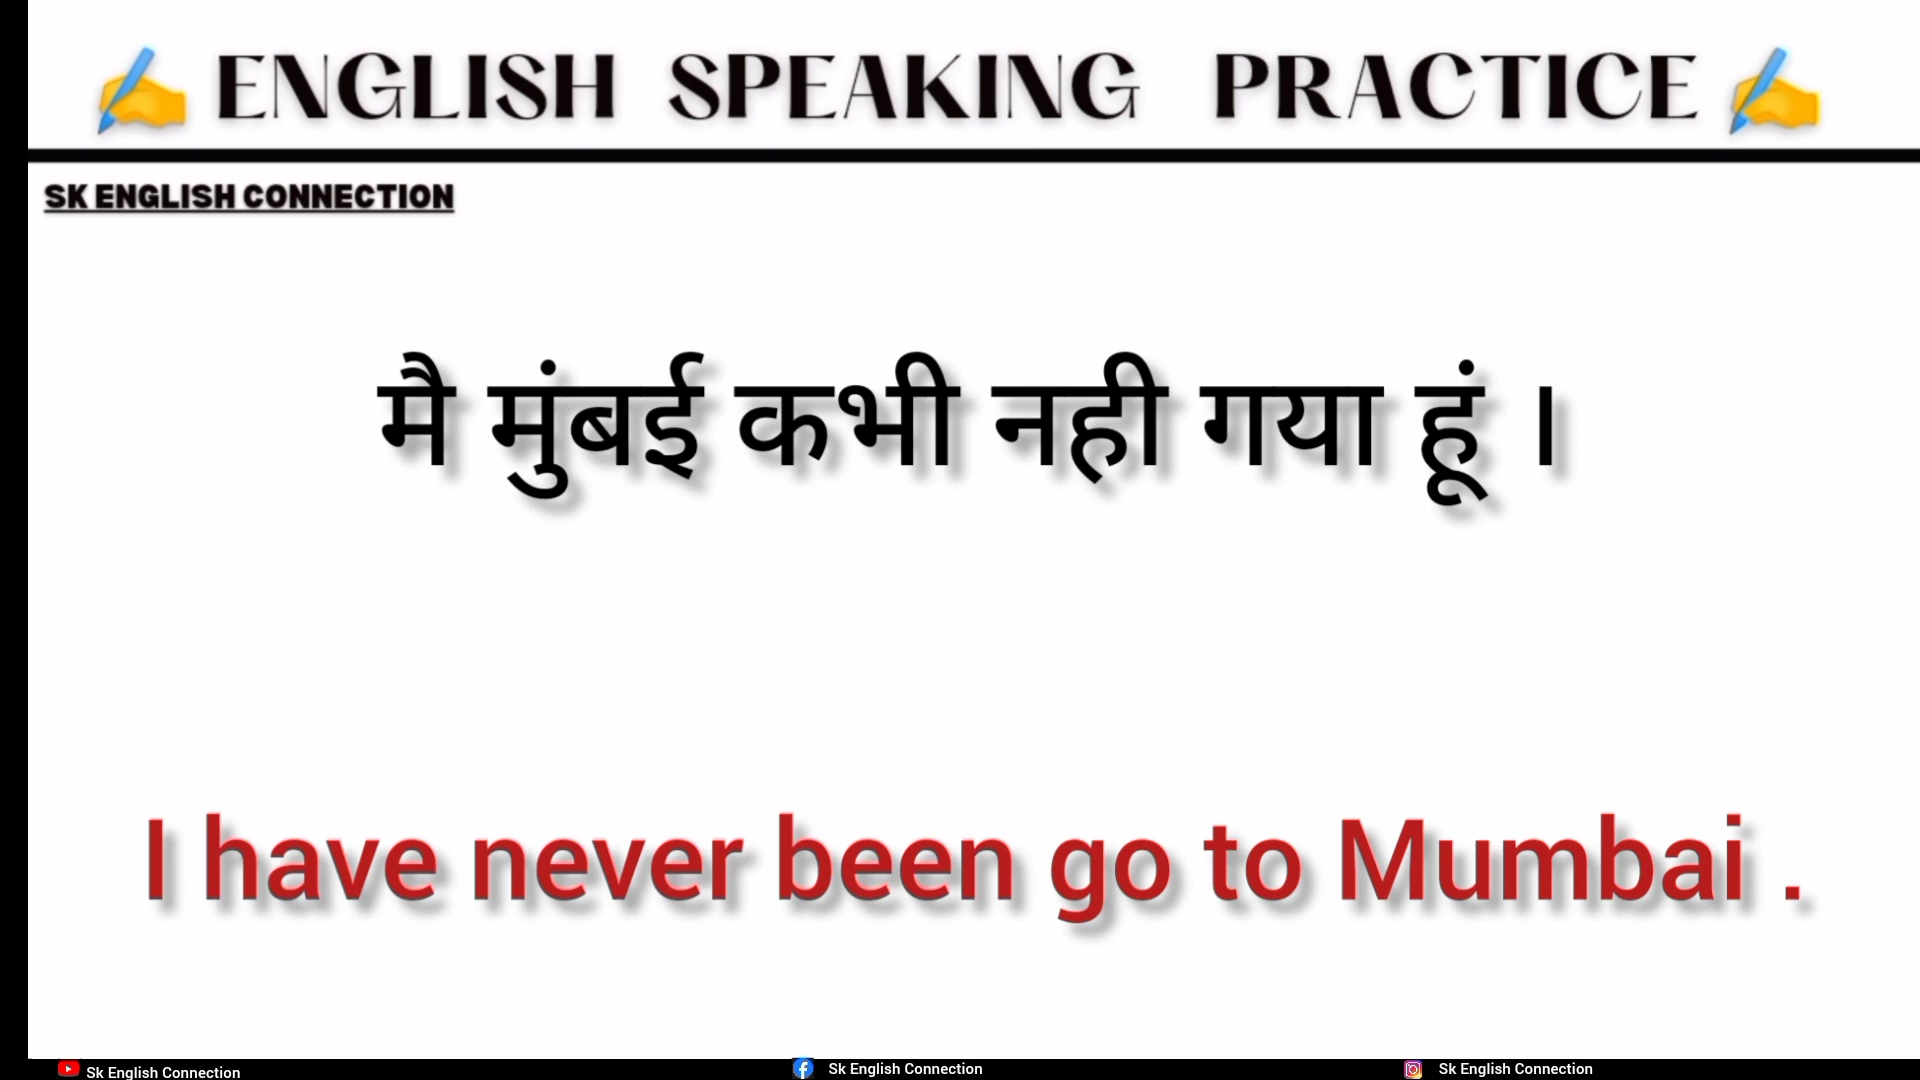 ✍ ENGLISH SPEAKING PRACTICE ✍
SK ENGLISH CONNECTION
मै मुंबई कभी नही गया हूं ।
I have never been go to Mumbai .
Sk English Connection
Sk English Connection
Sk English Connection